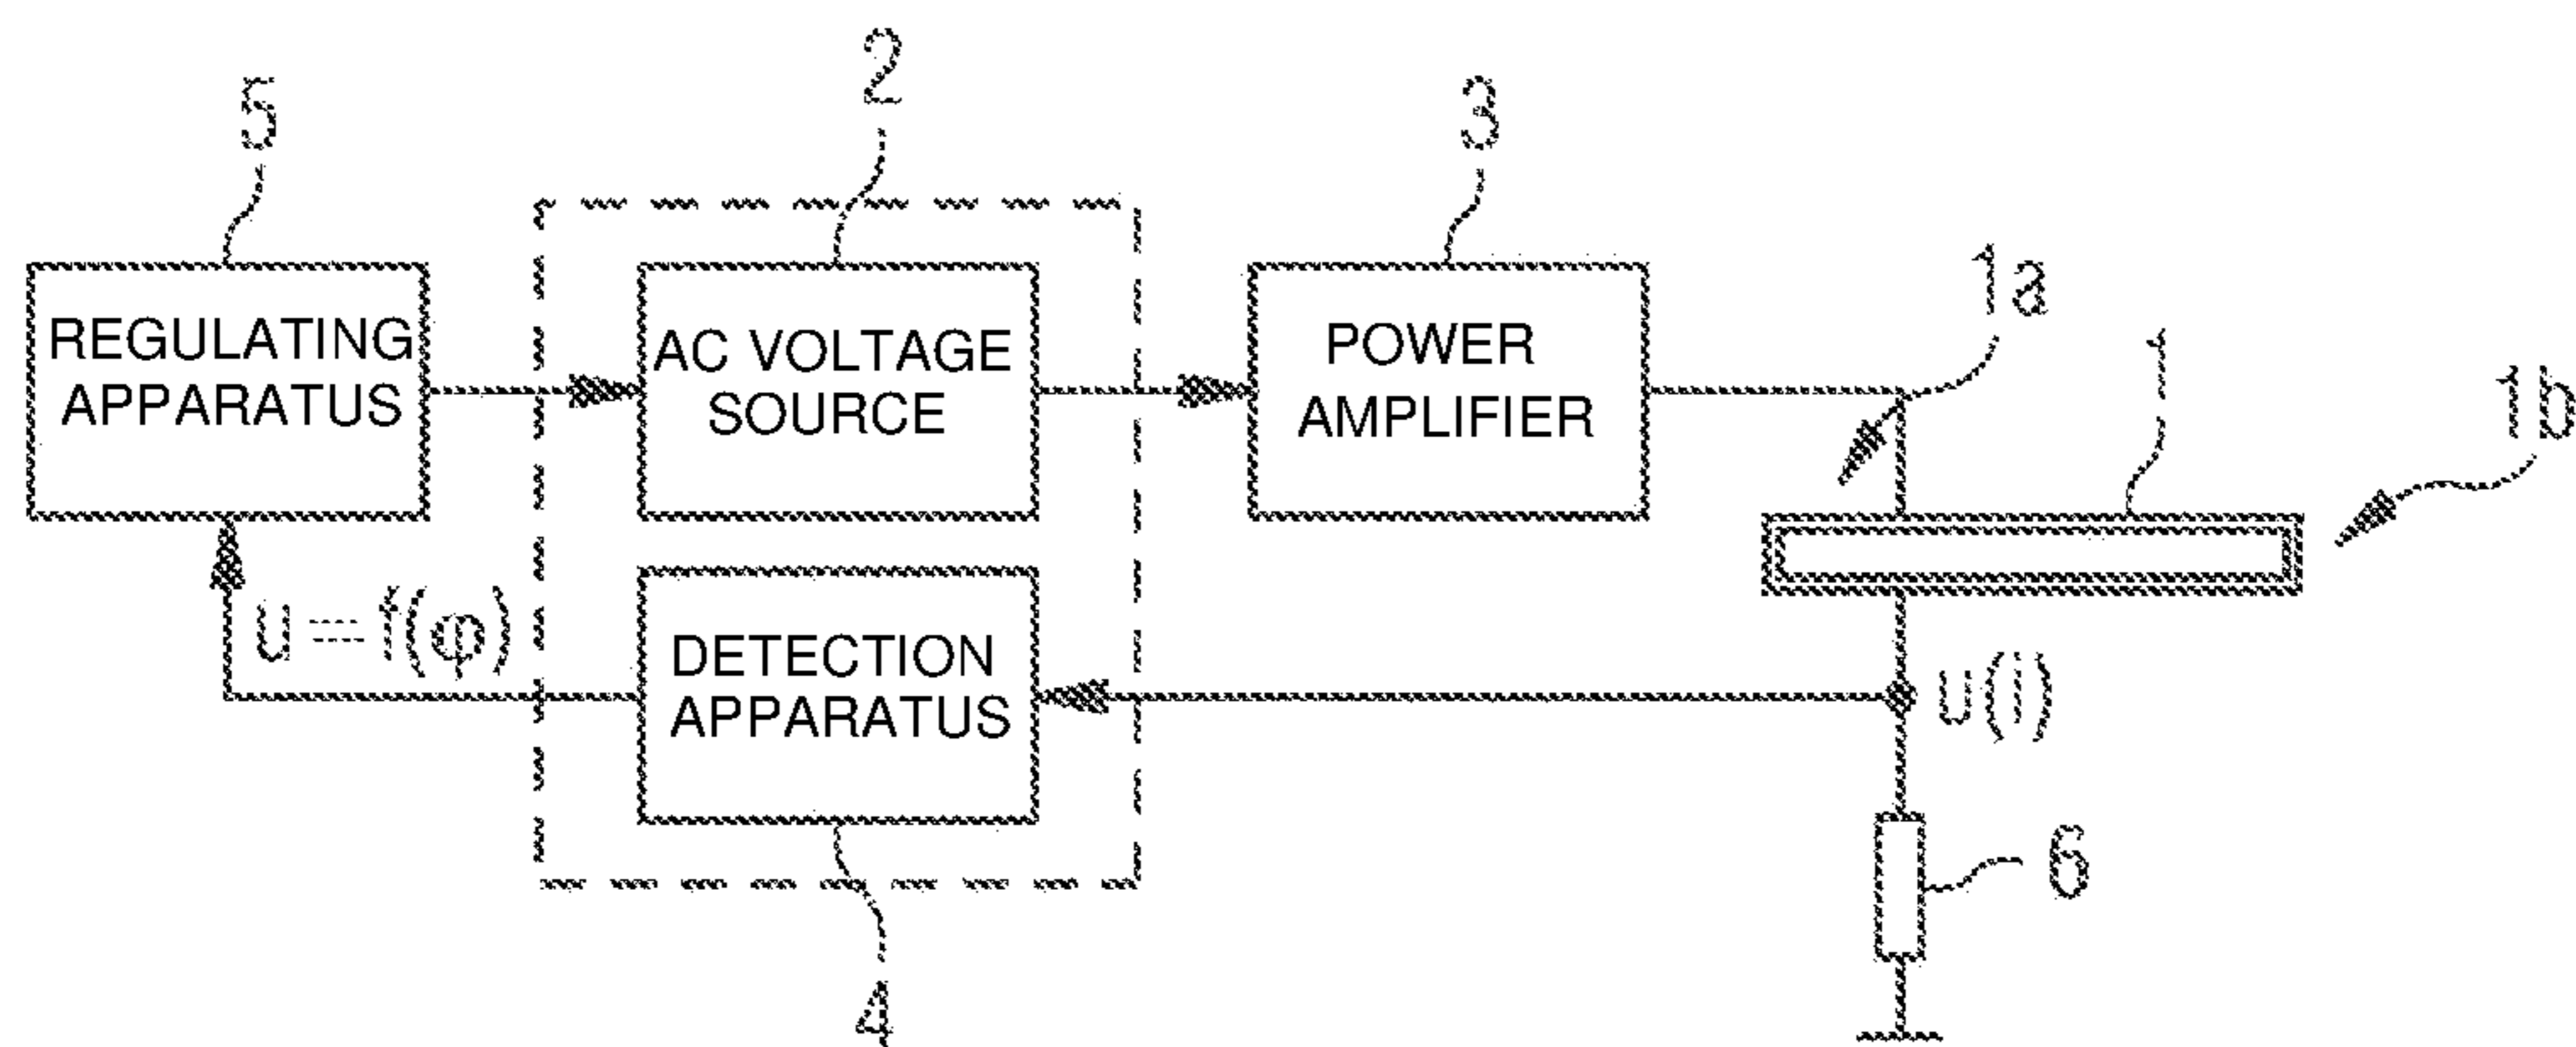 5
2
3
1a
1
1b
REGULATING
APPARATUS
AC VOLTAGE
SOURCE
POWER
AMPLIFIER
u = f(φ)
DETECTION
APPARATUS
u(i)
6
4